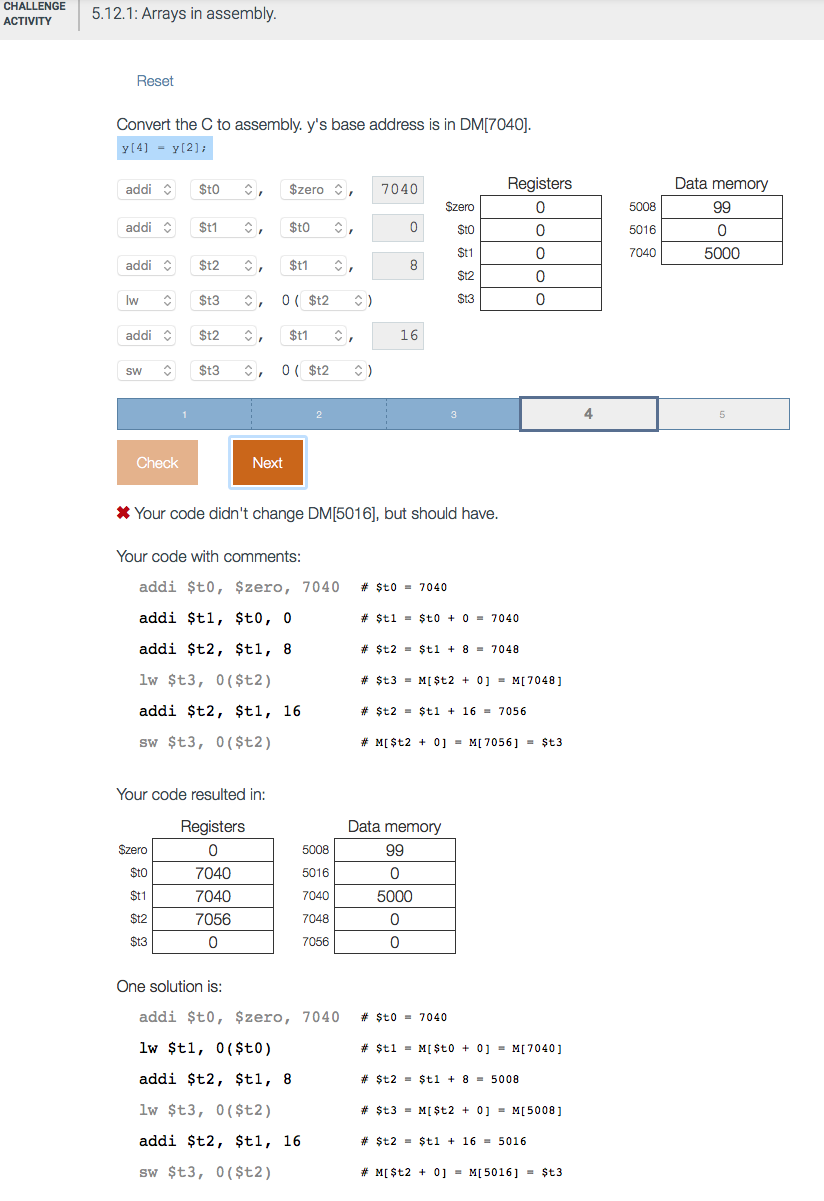 CHALLENGE
ACTIVITY
5.12.1: Arrays in assembly.
Reset
Convert the C to assembly. y's base address is in DM[7040].
y[4] = y[2];
addi $t0, $zero, 7040
addi $t1, $t0, 0
addi $t2, $t1, 8
lw $t3, 0 ( $t2 )
addi $t2, $t1, 16
sw $t3, 0 ( $t2 )
Registers
$zero 0
$t0 0
$t1 0
$t2 0
$t3 0
Data memory
5008 99
5016 0
7040 5000
1 2 3 4 5
Check Next
✖ Your code didn't change DM[5016], but should have.
Your code with comments:
addi $t0, $zero, 7040 # $t0 = 7040
addi $t1, $t0, 0 # $t1 = $t0 + 0 = 7040
addi $t2, $t1, 8 # $t2 = $t1 + 8 = 7048
lw $t3, 0($t2) # $t3 = M[$t2 + 0] = M[7048]
addi $t2, $t1, 16 # $t2 = $t1 + 16 = 7056
sw $t3, 0($t2) # M[$t2 + 0] = M[7056] = $t3
Your code resulted in:
Registers
$zero 0
$t0 7040
$t1 7040
$t2 7056
$t3 0
Data memory
5008 99
5016 0
7040 5000
7048 0
7056 0
One solution is:
addi $t0, $zero, 7040 # $t0 = 7040
lw $t1, 0($t0) # $t1 = M[$t0 + 0] = M[7040]
addi $t2, $t1, 8 # $t2 = $t1 + 8 = 5008
lw $t3, 0($t2) # $t3 = M[$t2 + 0] = M[5008]
addi $t2, $t1, 16 # $t2 = $t1 + 16 = 5016
sw $t3, 0($t2) # M[$t2 + 0] = M[5016] = $t3